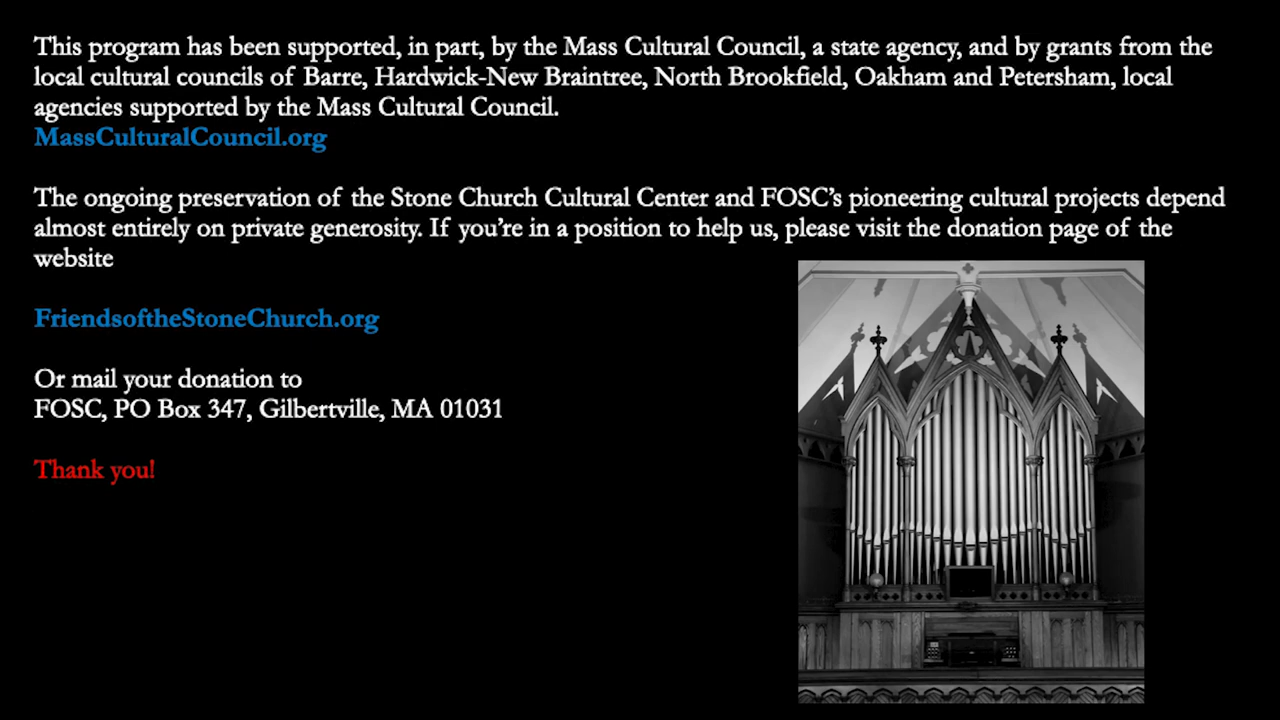 This program has been supported, in part, by the Mass Cultural Council, a state agency, and by grants from the
local cultural councils of Barre, Hardwick-New Braintree, North Brookfield, Oakham and Petersham, local
agencies supported by the Mass Cultural Council.
MassCulturalCouncil.org
The ongoing preservation of the Stone Church Cultural Center and FOSC’s pioneering cultural projects depend
almost entirely on private generosity. If you’re in a position to help us, please visit the donation page of the
website
FriendsoftheStoneChurch.org
Or mail your donation to
FOSC, PO Box 347, Gilbertville, MA 01031
Thank you!